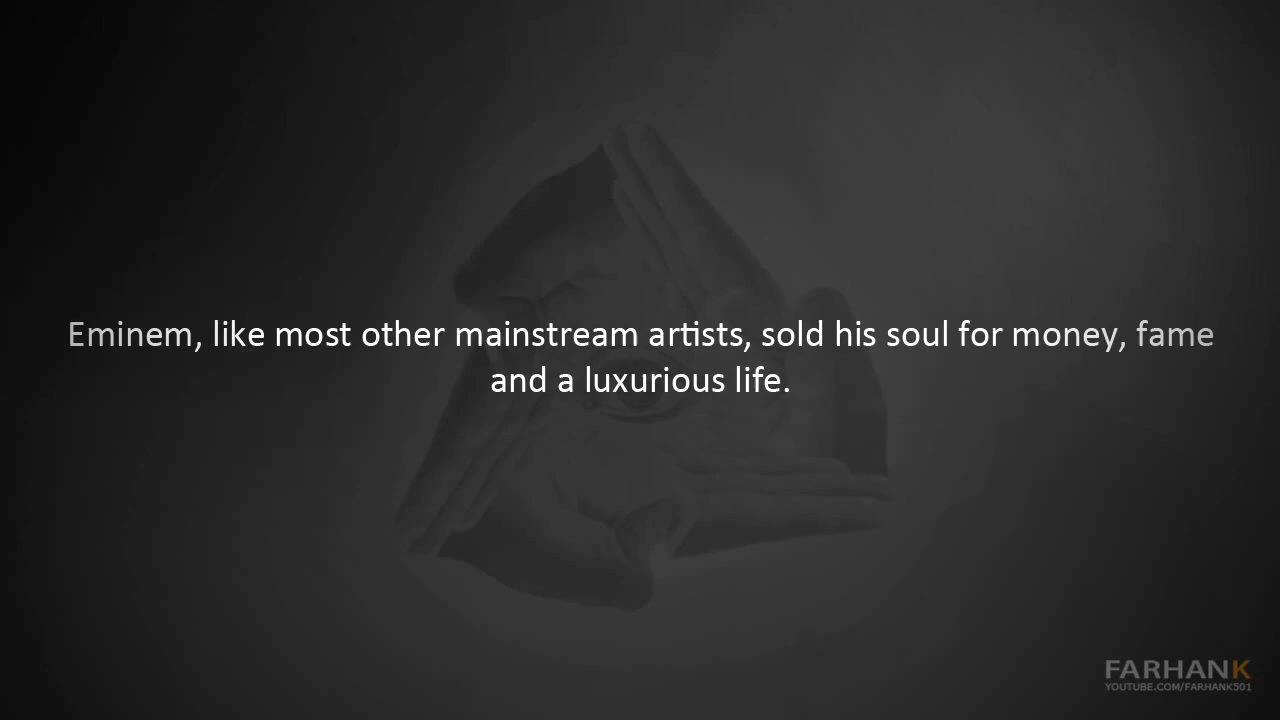 Eminem, like most other mainstream artists, sold his soul for money, fame
and a luxurious life.
FARHANK
YOUTUBE.COM/FARHANK501